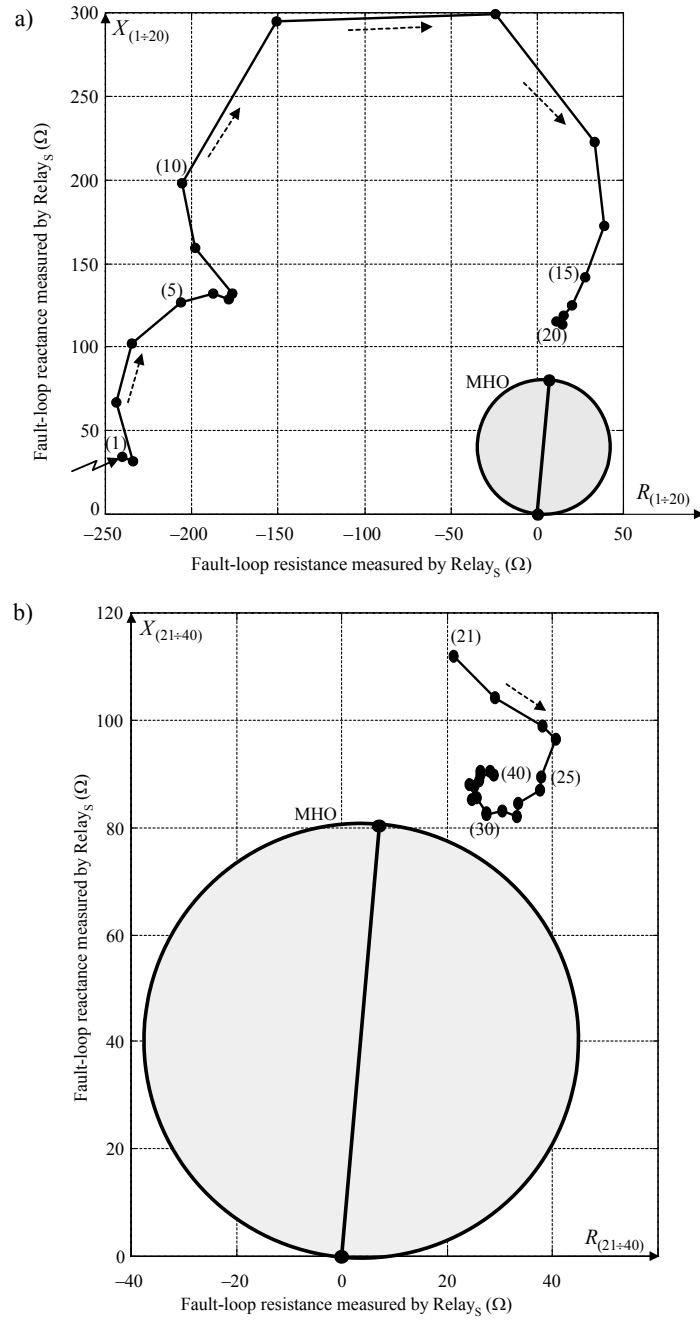 a)
X(1÷20)
300
250
200
150
100
50
0
(10)
(5)
(1)
(15)
(20)
MHO
R(1÷20)
–250
–200
–150
–100
–50
0
50
Fault-loop reactance measured by RelayS (Ω)
Fault-loop resistance measured by RelayS (Ω)
b)
X(21÷40)
120
100
80
60
40
20
0
(21)
(40)
(25)
(30)
MHO
R(21÷40)
–40
–20
0
20
40
Fault-loop reactance measured by RelayS (Ω)
Fault-loop resistance measured by RelayS (Ω)